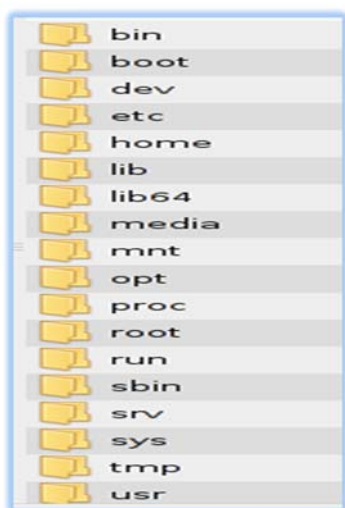 bin
boot
dev
etc
home
lib
lib64
media
mnt
opt
proc
root
run
sbin
srv
sys
tmp
usr